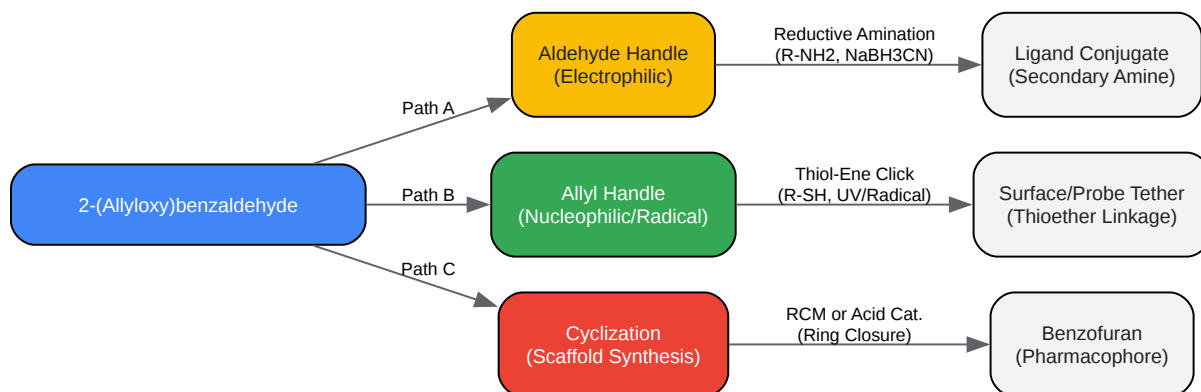 Aldehyde Handle
(Electrophilic)
Reductive Amination
(R-NH2, NaBH3CN)
Ligand Conjugate
(Secondary Amine)
Path A
2-(Allyloxy)benzaldehyde
Path B
Allyl Handle
(Nucleophilic/Radical)
Thiol-Ene Click
(R-SH, UV/Radical)
Surface/Probe Tether
(Thioether Linkage)
Path C
Cyclization
(Scaffold Synthesis)
RCM or Acid Cat.
(Ring Closure)
Benzofuran
(Pharmacophore)